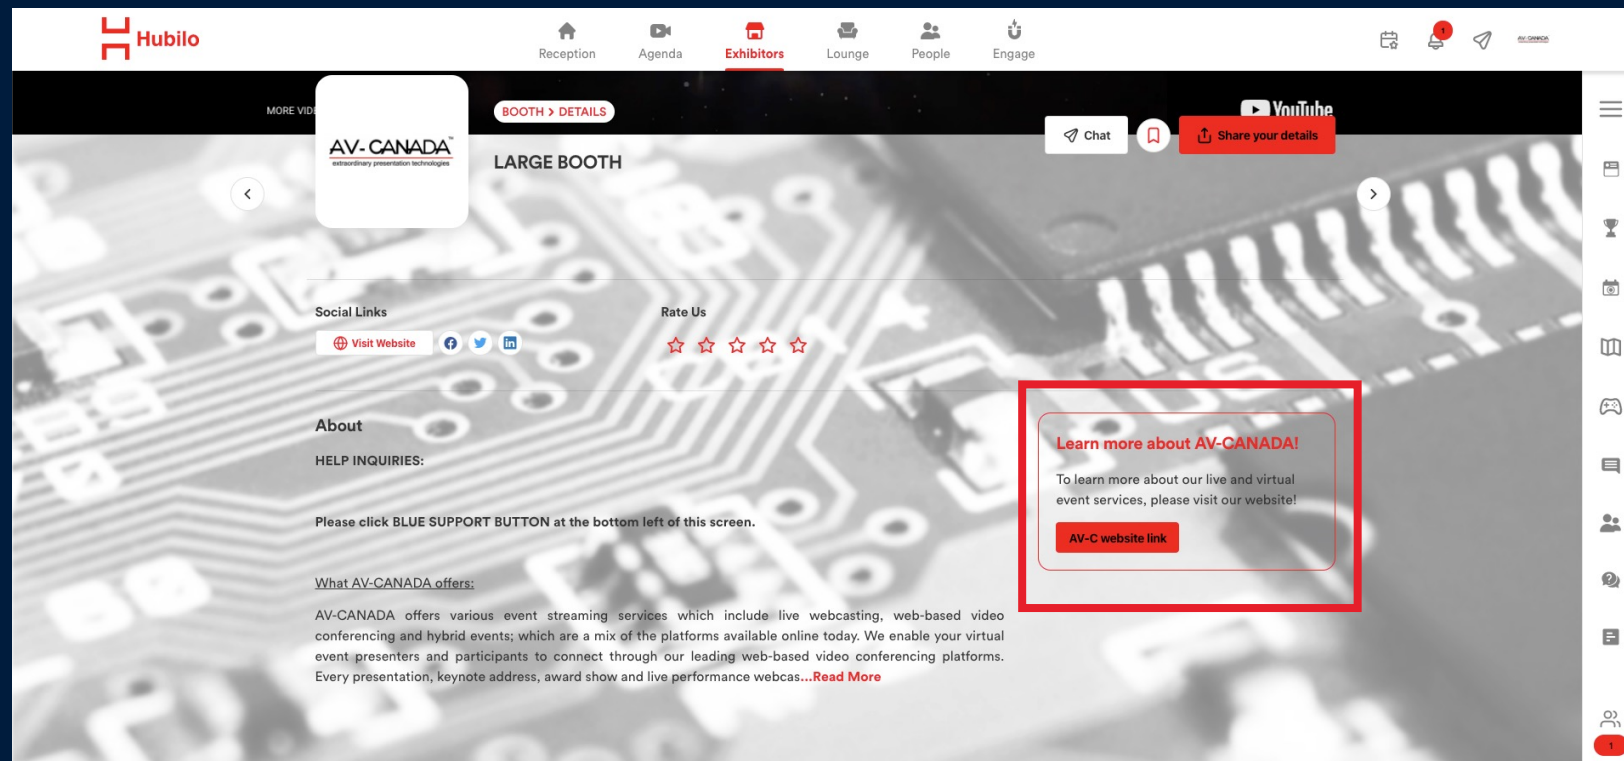 Hubilo
Reception
Agenda
Exhibitors
Lounge
People
Engage
1
AV-CANADA
MORE VIDE
YouTube
AV-CANADA™
extraordinary presentation technologies
BOOTH > DETAILS
LARGE BOOTH
Chat
Share your details
Social Links
Visit Website
Rate Us
About
HELP INQUIRIES:
Please click BLUE SUPPORT BUTTON at the bottom left of this screen.
What AV-CANADA offers:
AV-CANADA offers various event streaming services which include live webcasting, web-based video
conferencing and hybrid events; which are a mix of the platforms available online today. We enable your virtual
event presenters and participants to connect through our leading web-based video conferencing platforms.
Every presentation, keynote address, award show and live performance webcas...Read More
Learn more about AV-CANADA!
To learn more about our live and virtual
event services, please visit our website!
AV-C website link
1